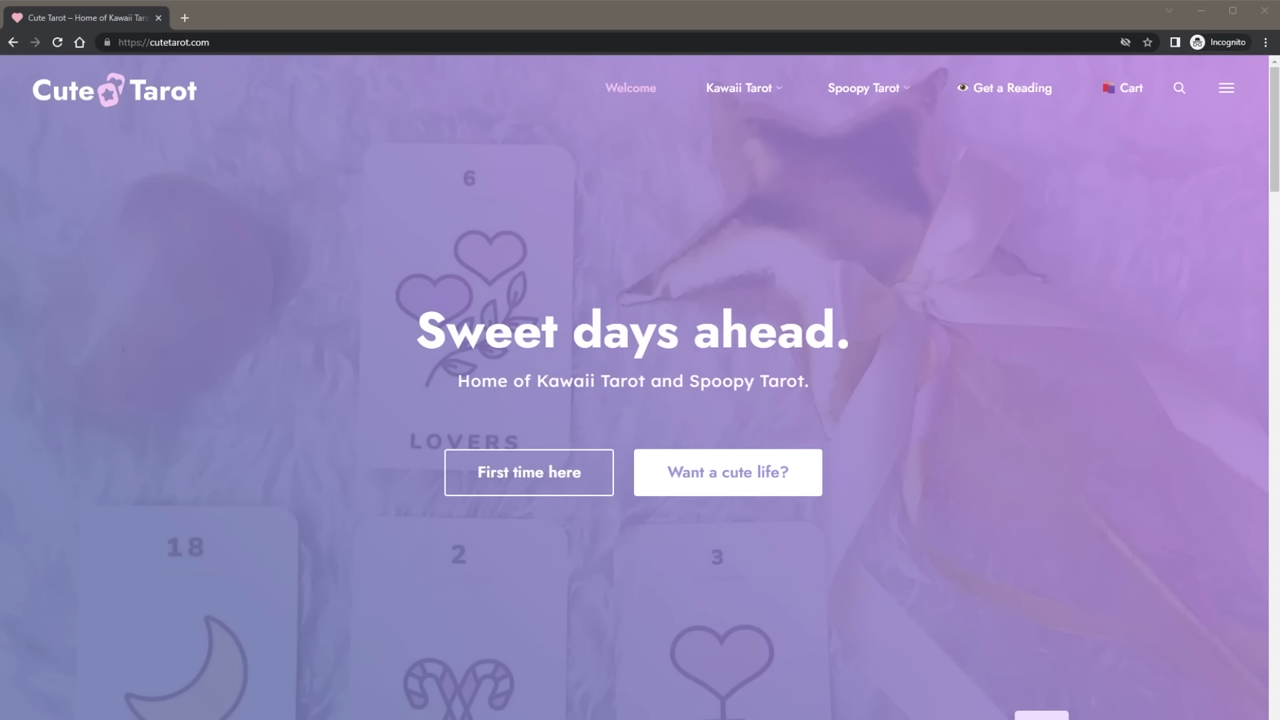 Cute Tarot – Home of Kawaii Taro
https://cutetarot.com
Incognito
Cute Tarot
Welcome
Kawaii Tarot
Spoopy Tarot
Get a Reading
Cart
6
Sweet days ahead.
Home of Kawaii Tarot and Spoopy Tarot.
LOVERS
First time here
Want a cute life?
18
2
3